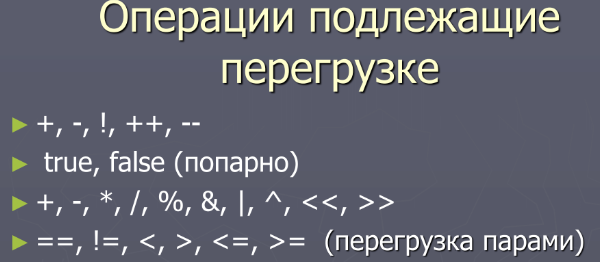 Операции подлежащие
перегрузке
+, -, !, ++, --
true, false (попарно)
+, -, *, /, %, &, |, ^, <<, >>
==, !=, <, >, <=, >= (перегрузка парами)